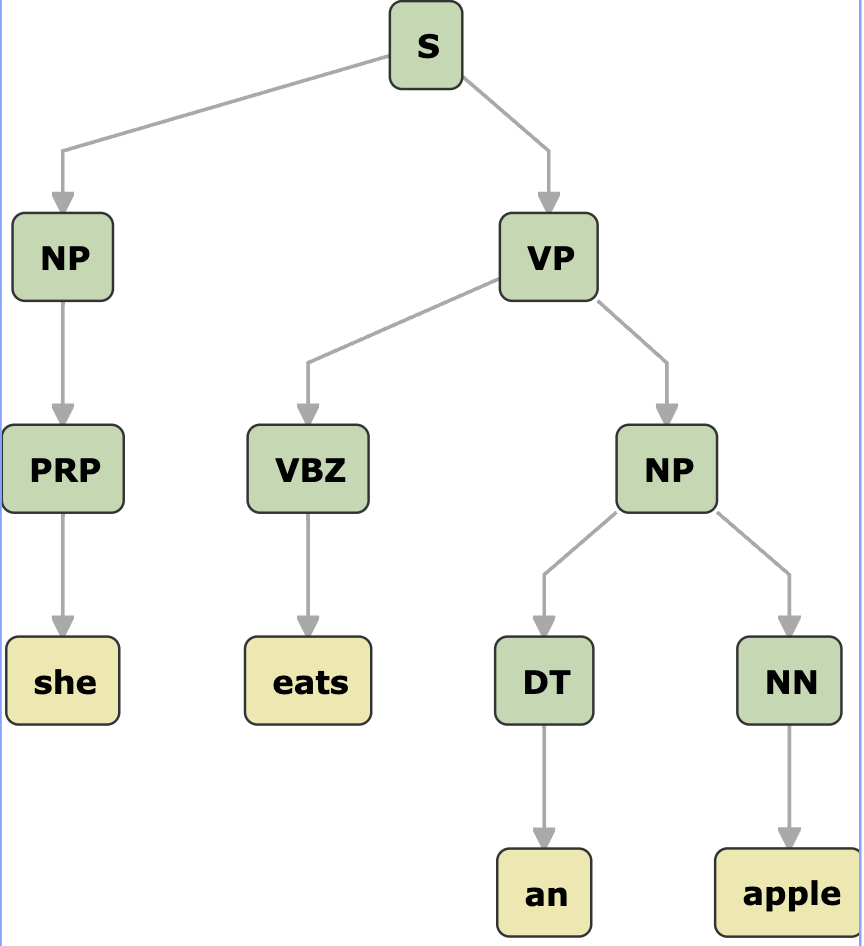 S
NP VP
PRP VBZ NP
she eats DT NN
an apple